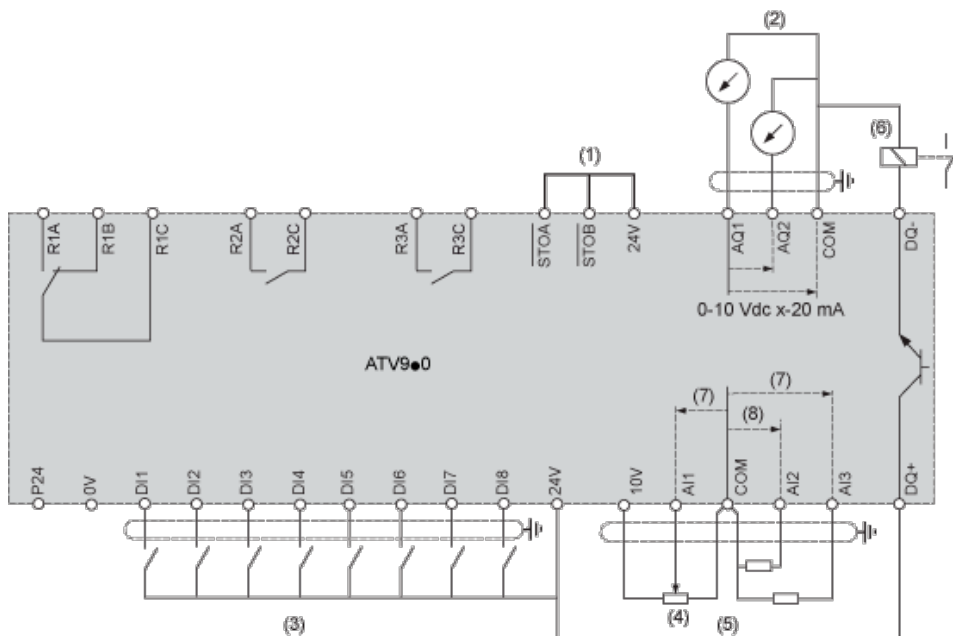 (2)
(6)
(1)
R1A
R1B
R1C
R2A
R2C
R3A
R3C
STOA
STOB
24V
AQ1
AQ2
COM
DQ-
0-10 Vdc x-20 mA
ATV9●0
(7)
(7)
(8)
P24
0V
DI1
DI2
DI3
DI4
DI5
DI6
DI7
DI8
24V
10V
AI1
COM
AI2
AI3
DQ+
(3)
(4)
(5)